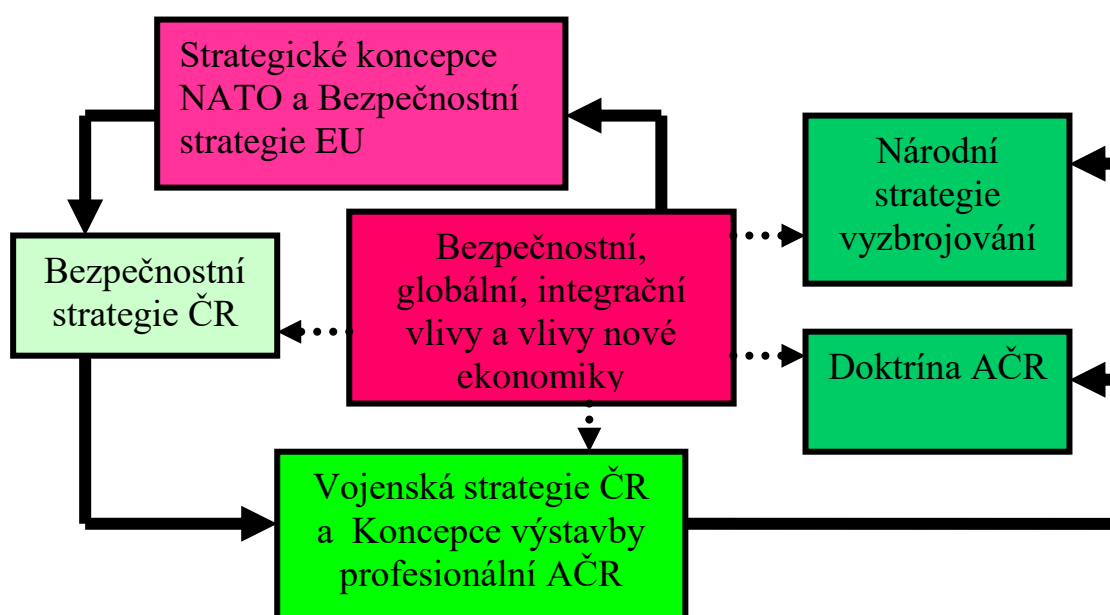 Strategické koncepce
NATO a Bezpečnostní
strategie EU
Národní
strategie
vyzbrojování
Bezpečnostní
strategie ČR
Bezpečnostní,
globální, integrační
vlivy a vlivy nové
ekonomiky
Doktrína AČR
Vojenská strategie ČR
a  Koncepce výstavby
profesionální AČR